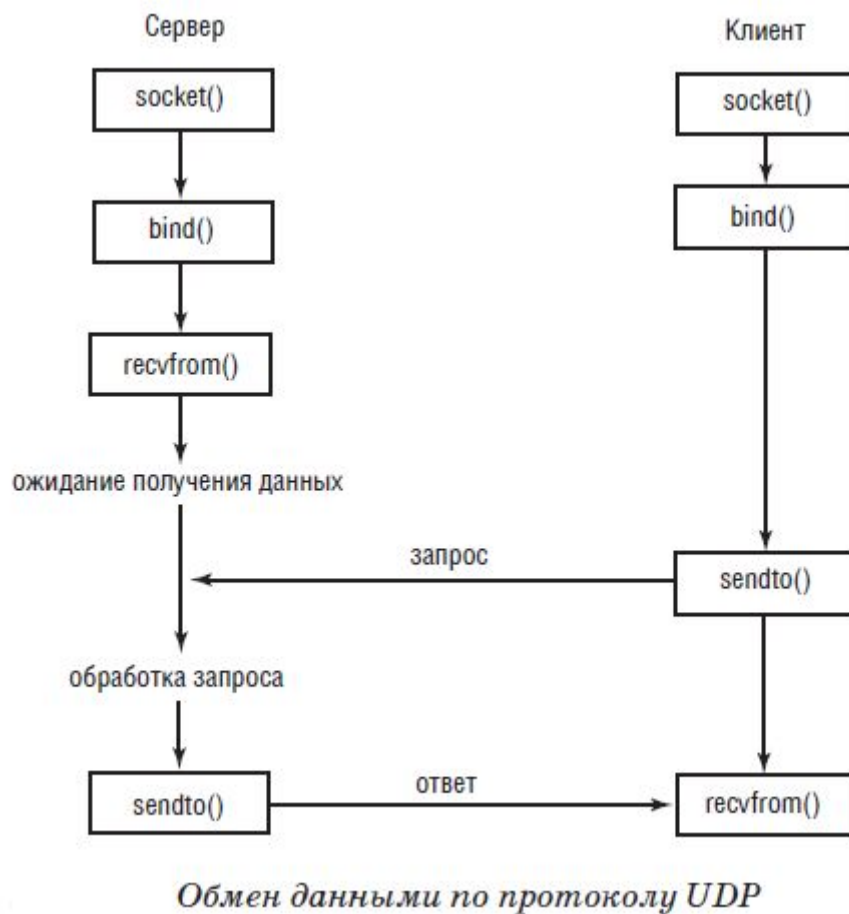 Сервер
Клиент
socket()
socket()
bind()
bind()
recvfrom()
ожидание получения данных
запрос
sendto()
обработка запроса
ответ
sendto()
recvfrom()
Обмен данными по протоколу UDP